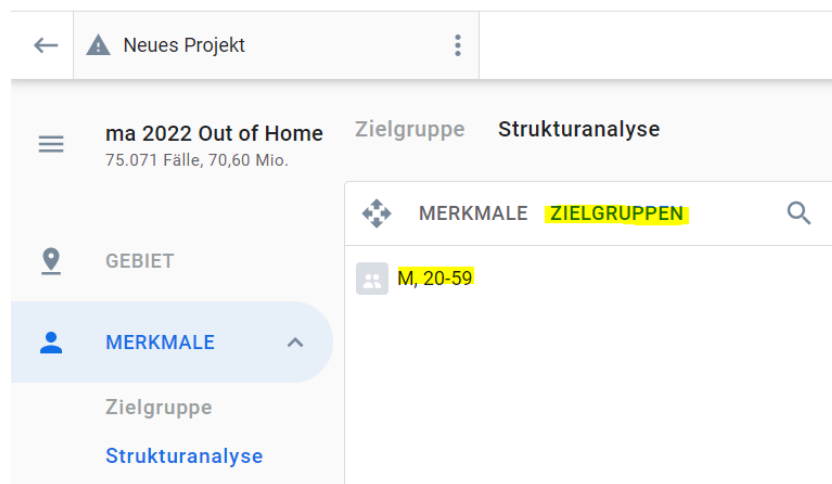 Neues Projekt
ma 2022 Out of Home
75.071 Fälle, 70,60 Mio.
Zielgruppe Strukturanalyse
MERKMALE ZIELGRUPPEN
M, 20-59
GEBIET
MERKMALE
Zielgruppe
Strukturanalyse